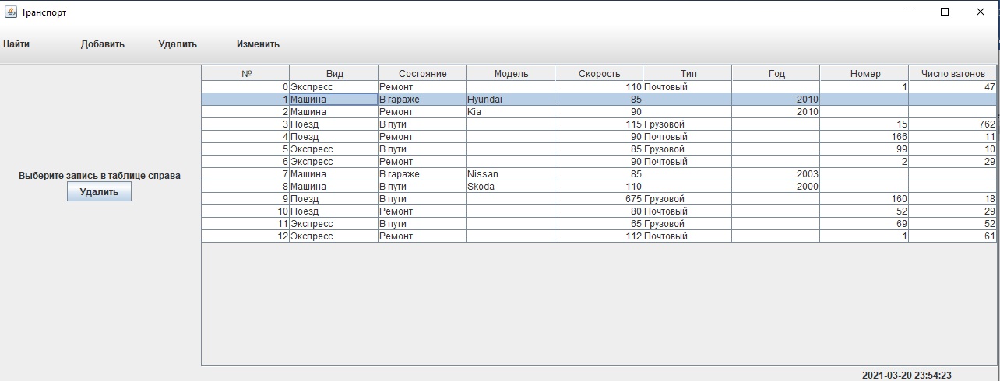 Транспорт
Найти Добавить Удалить Изменить
№ Вид Состояние Модель Скорость Тип Год Номер Число вагонов
0 Экспресс Ремонт 110 Почтовый 1 47
1 Машина В гараже Hyundai 85 2010
2 Машина Ремонт Kia 90 2010
3 Поезд В пути 115 Грузовой 15 762
4 Поезд Ремонт 90 Почтовый 166 11
5 Экспресс В пути 85 Грузовой 99 10
6 Экспресс Ремонт 90 Почтовый 2 29
7 Машина В гараже Nissan 85 2003
8 Машина В пути Skoda 110 2000
9 Поезд В пути 675 Грузовой 160 18
10 Поезд Ремонт 80 Почтовый 52 29
11 Экспресс В пути 65 Грузовой 69 52
12 Экспресс Ремонт 112 Почтовый 1 61
Выберите запись в таблице справа
Удалить
2021-03-20 23:54:23